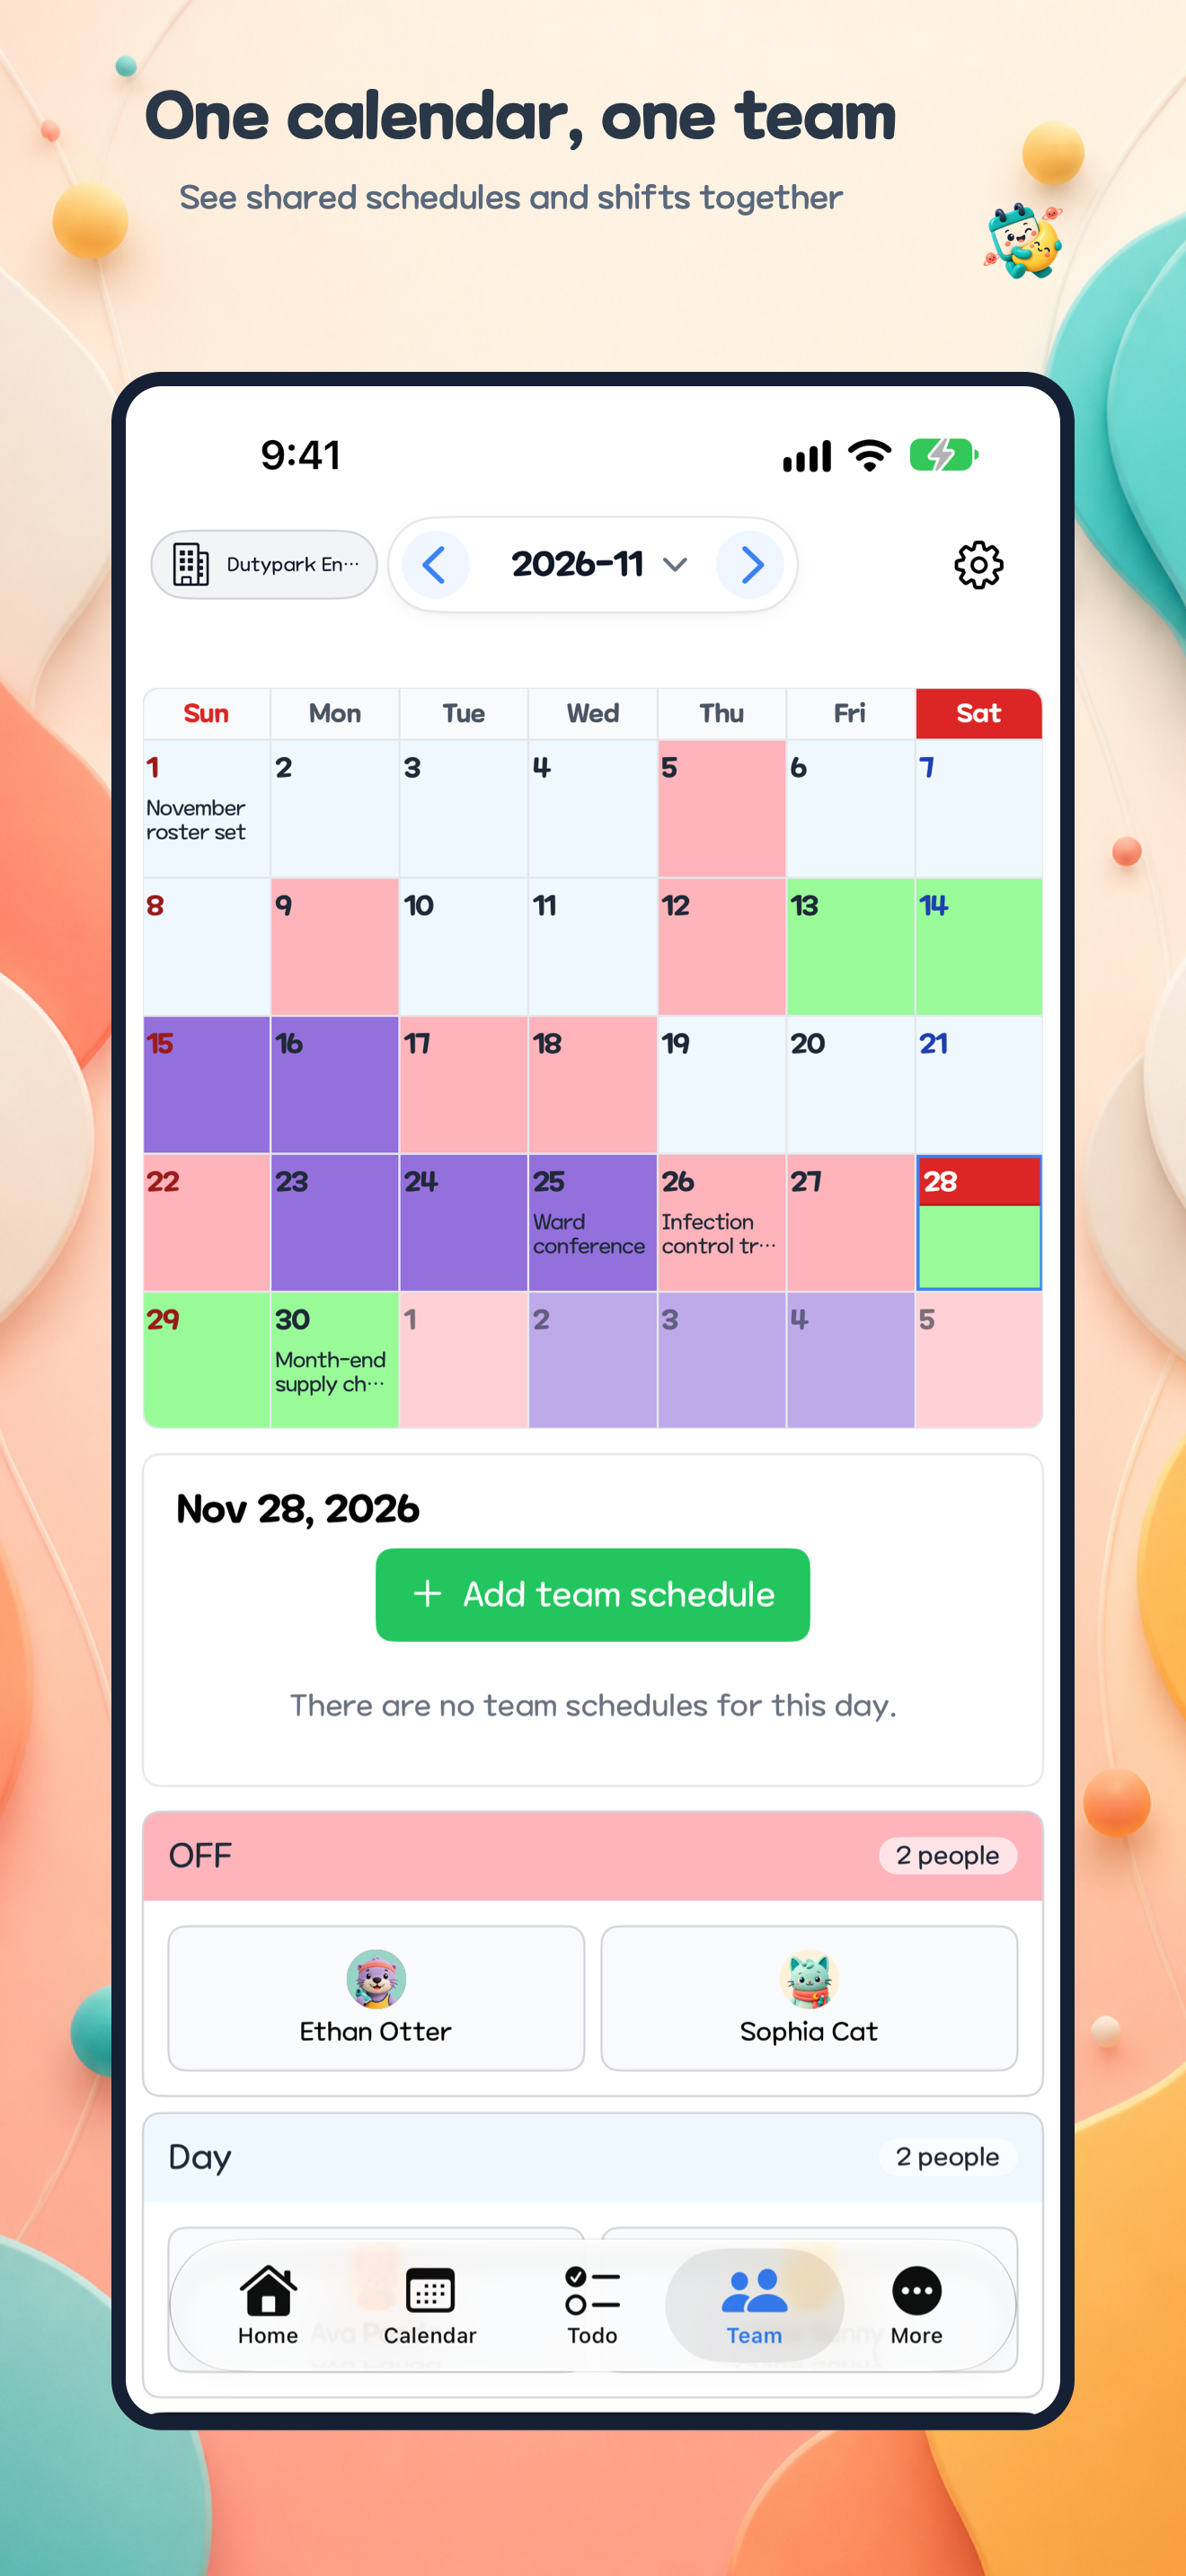 One calendar, one team
See shared schedules and shifts together
9:41
Dutypark En…
2026-11
Sun Mon Tue Wed Thu Fri Sat
1 2 3 4 5 6 7
November
roster set
8 9 10 11 12 13 14
15 16 17 18 19 20 21
22 23 24 25 26 27 28
Ward
conference
Infection
control tr…
29 30 1 2 3 4 5
Month-end
supply ch…
Nov 28, 2026
+ Add team schedule
There are no team schedules for this day.
OFF
2 people
Ethan Otter
Sophia Cat
Day
2 people
Home Calendar Todo Team More